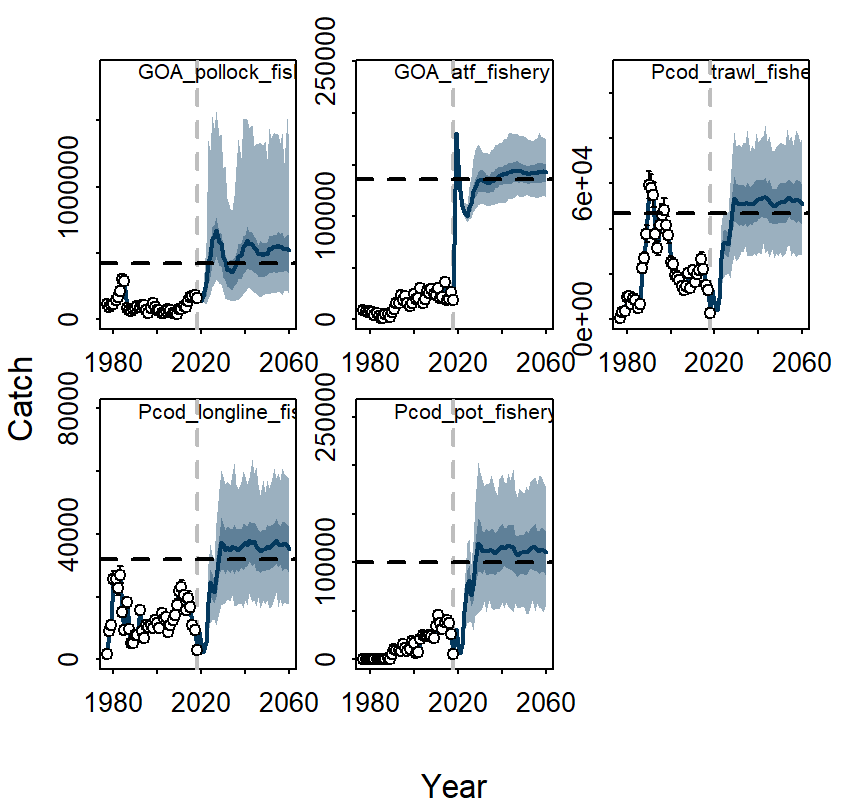 GOA_pollock_fish
GOA_atf_fishery
Pcod_trawl_fishe
0
1000000
1980
2020
2060
0
100000
250000
1980
2020
2060
0e+00
6e+04
1980
2020
2060
Catch
Pcod_longline_fis
Pcod_pot_fishery
0
40000
80000
1980
2020
2060
0
100000
250000
1980
2020
2060
Year